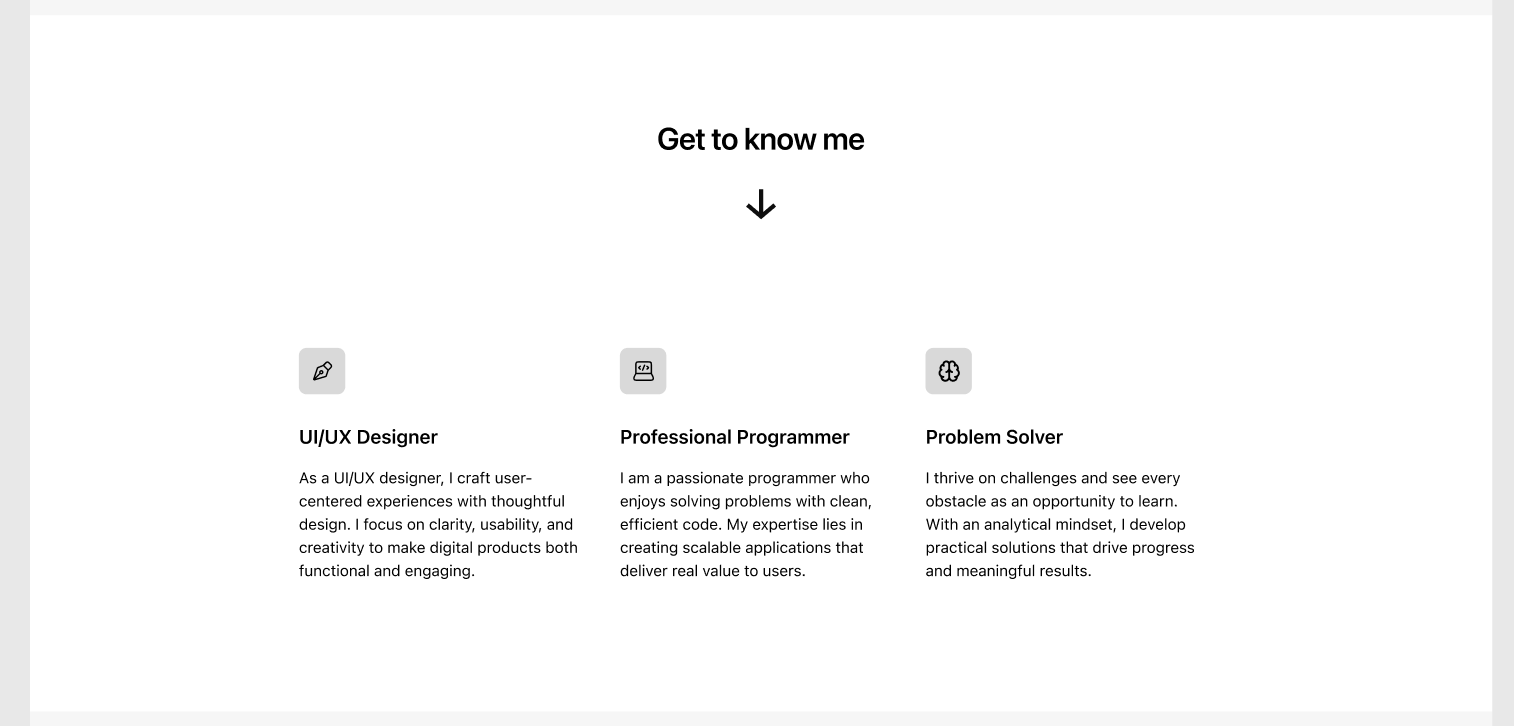 Get to know me
UI/UX Designer
As a UI/UX designer, I craft user-
centered experiences with thoughtful
design. I focus on clarity, usability, and
creativity to make digital products both
functional and engaging.
Professional Programmer
I am a passionate programmer who
enjoys solving problems with clean,
efficient code. My expertise lies in
creating scalable applications that
deliver real value to users.
Problem Solver
I thrive on challenges and see every
obstacle as an opportunity to learn.
With an analytical mindset, I develop
practical solutions that drive progress
and meaningful results.